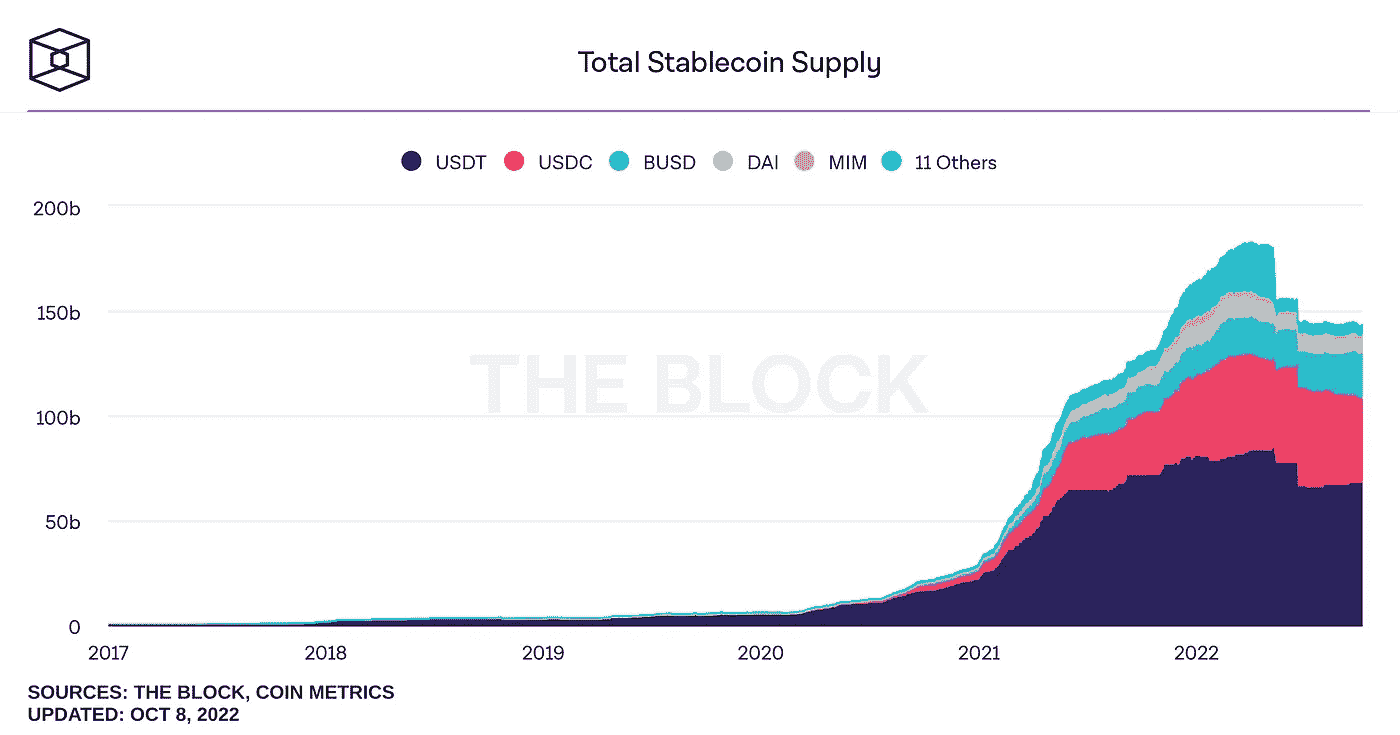 Total Stablecoin Supply
USDT USDC BUSD DAI MIM 11 Others
200b
150b
THE BLOCK
100b
50b
0
2017 2018 2019 2020 2021 2022
SOURCES: THE BLOCK, COIN METRICS
UPDATED: OCT 8, 2022